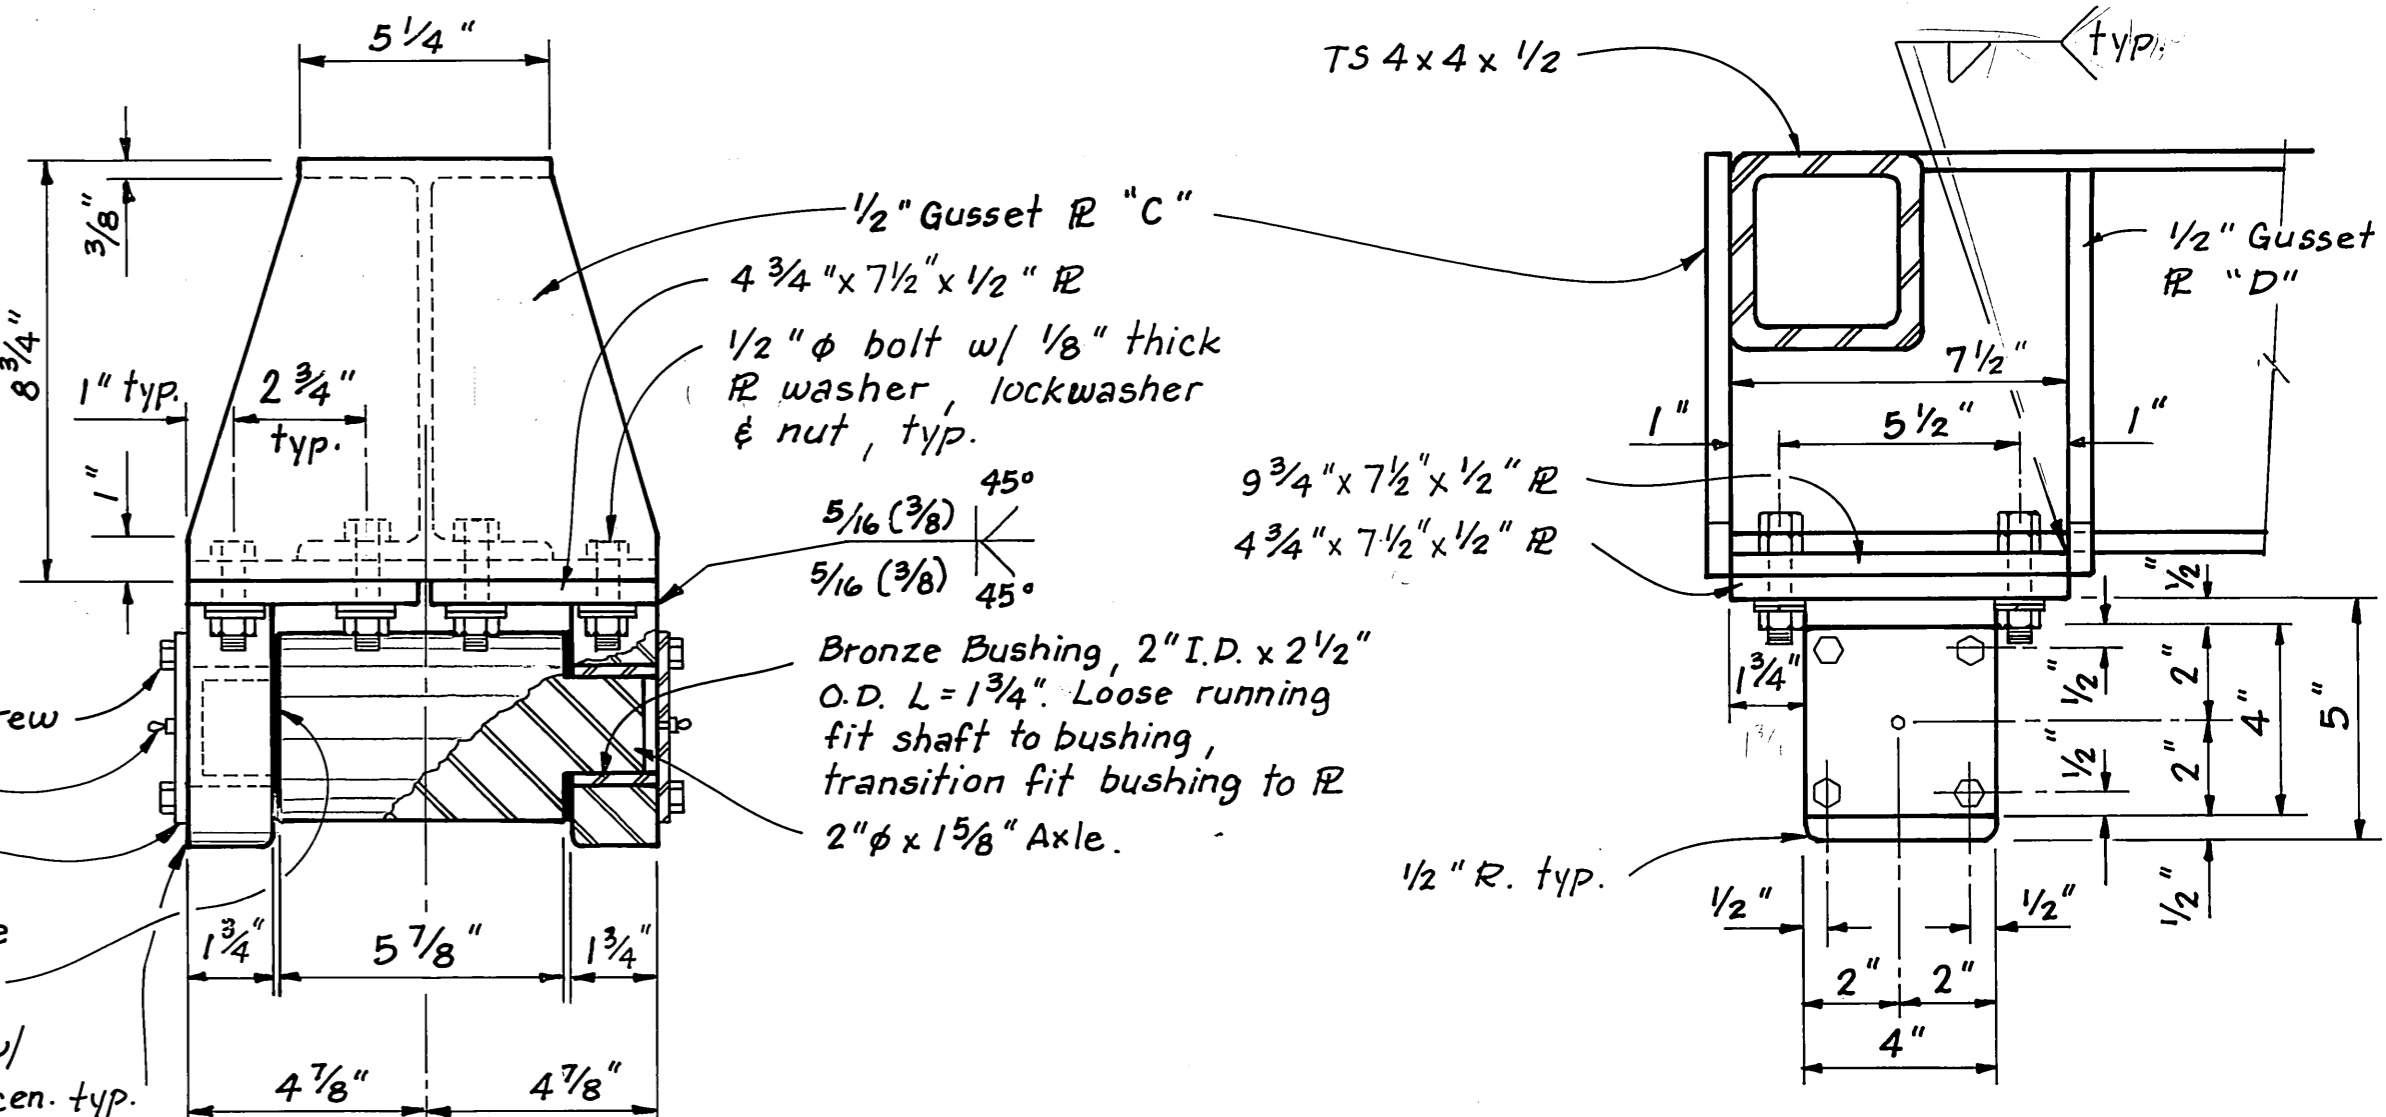 5 1/4"
3/8"
8 3/4"
1" typ.
2 3/4"
typ.
1"
1/2" Gusset PL "C"
4 3/4" x 7 1/2" x 1/2" PL
1/2" φ bolt w/ 1/8" thick
PL washer, lockwasher
& nut, typ.
5/16 (3/8)
45°
5/16 (3/8)
45°
Bronze Bushing, 2" I.D. x 2 1/2"
O.D. L = 1 3/4". Loose running
fit shaft to bushing,
transition fit bushing to PL
2" φ x 1 5/8" Axle.
1 3/4"
5 7/8"
1 3/4"
4 7/8"
4 7/8"
w/
typ.
TS 4 x 4 x 1/2
typ.
1/2" Gusset
PL "D"
7 1/2"
1"
5 1/2"
1"
9 3/4" x 7 1/2" x 1/2" PL
4 3/4" x 7 1/2" x 1/2" PL
1/2"
1 3/4"
1/2"
2"
4"
5"
1/2"
2"
1/2" R. typ.
1/2"
1/2"
1/2"
2"
2"
4"